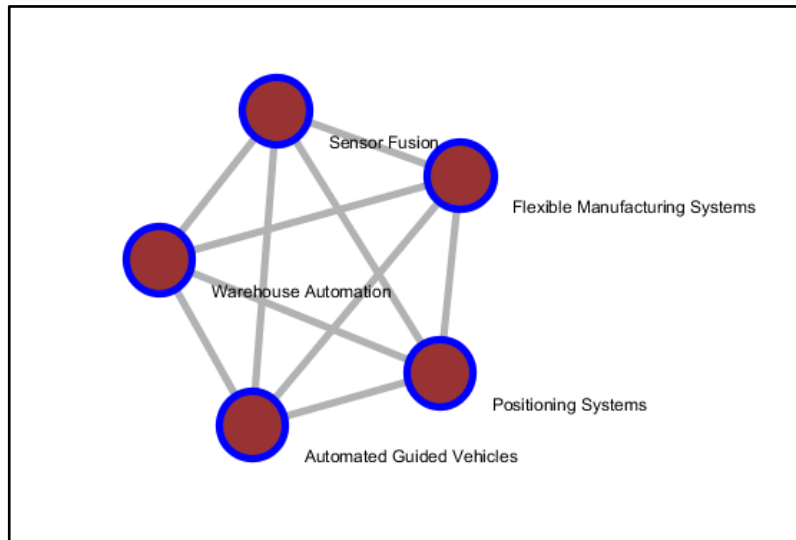 Sensor Fusion
Flexible Manufacturing Systems
Warehouse Automation
Positioning Systems
Automated Guided Vehicles